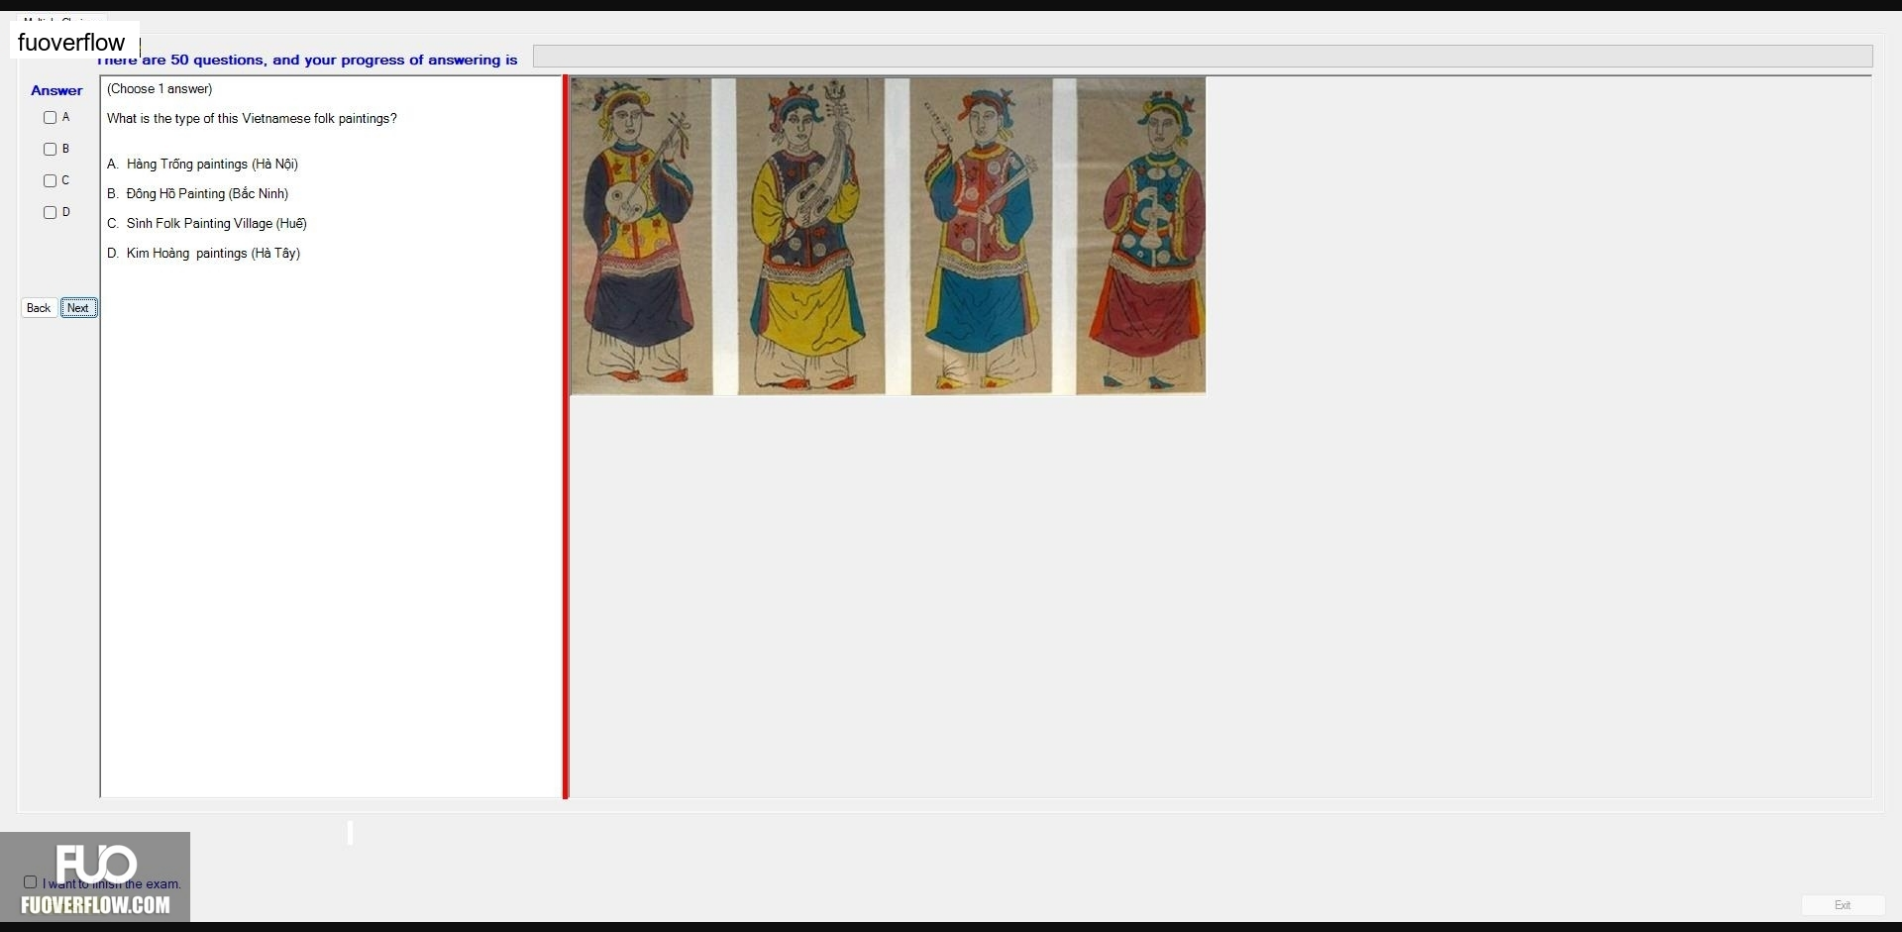 fuoverflow
There are 50 questions, and your progress of answering is
Answer
A
B
C
D
Back
Next
(Choose 1 answer)
What is the type of this Vietnamese folk paintings?
A. Hàng Trống paintings (Hà Nội)
B. Đông Hồ Painting (Bắc Ninh)
C. Sình Folk Painting Village (Huế)
D. Kim Hoàng paintings (Hà Tây)
FUO
I want to finish the exam.
FUOVERFLOW.COM
Exit